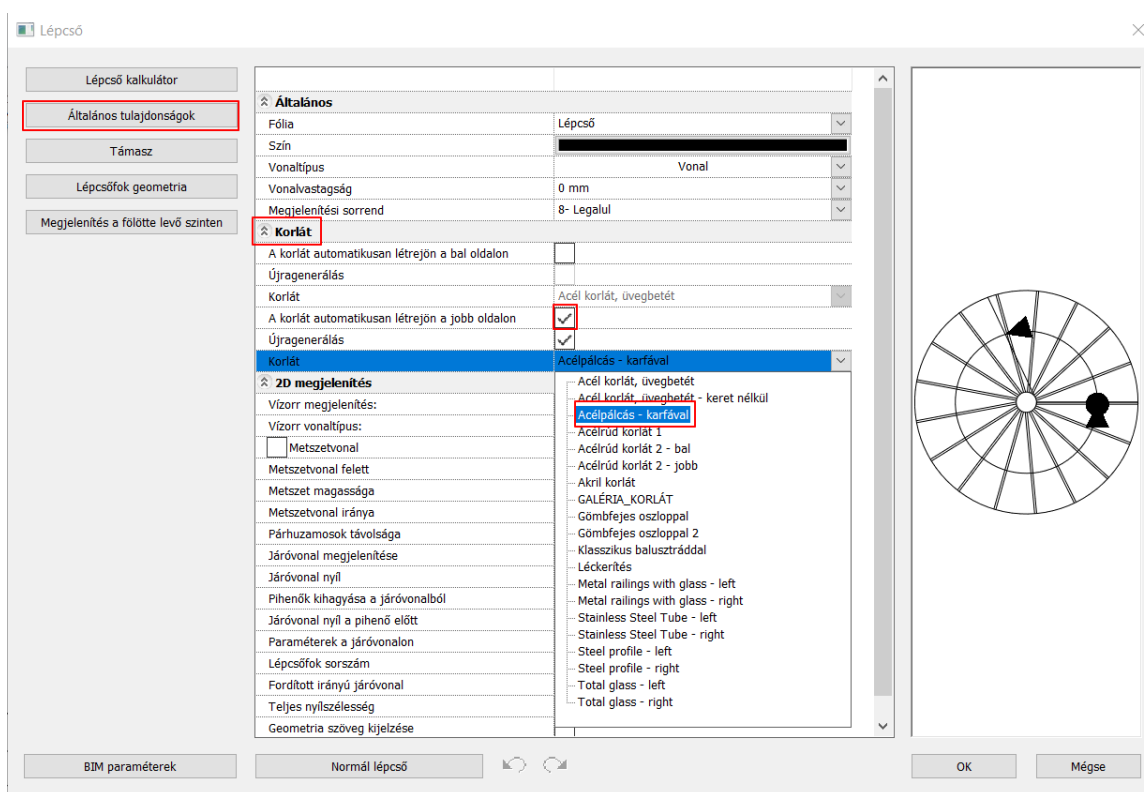 Lépcső
Lépcső kalkulátor
Általános tulajdonságok
Támasz
Lépcsőfok geometria
Megjelenítés a fölötte levő szinten
Általános
Fólia Lépcső
Szín
Vonaltípus Vonal
Vonalvastagság 0 mm
Megjelenítési sorrend 8- Legalul
Korlát
A korlát automatikusan létrejön a bal oldalon
Újragenerálás
Korlát Acél korlát, üvegbetét
A korlát automatikusan létrejön a jobb oldalon
Újragenerálás
Korlát Acélpálcás - karfával
2D megjelenítés
Vízorr megjelenítés:
Vízorr vonaltípus:
Metszetvonal
Metszetvonal felett
Metszet magassága
Metszetvonal iránya
Párhuzamosok távolsága
Járóvonal megjelenítése
Járóvonal nyíl
Pihenők kihagyása a járóvonalból
Járóvonal nyíl a pihenő előtt
Paraméterek a járóvonalon
Lépcsőfok sorszám
Fordított irányú járóvonal
Teljes nyílszélesség
Geometria szöveg kijelzése
Acél korlát, üvegbetét
Acél korlát, üvegbetét - keret nélkül
Acélpálcás - karfával
Acélrúd korlát 1
Acélrúd korlát 2 - bal
Acélrúd korlát 2 - jobb
Akril korlát
GALÉRIA_KORLÁT
Gömbfejes oszloppal
Gömbfejes oszloppal 2
Klasszikus balusztráddal
Léckerítés
Metal railings with glass - left
Metal railings with glass - right
Stainless Steel Tube - left
Stainless Steel Tube - right
Steel profile - left
Steel profile - right
Total glass - left
Total glass - right
BIM paraméterek
Normál lépcső
OK
Mégse